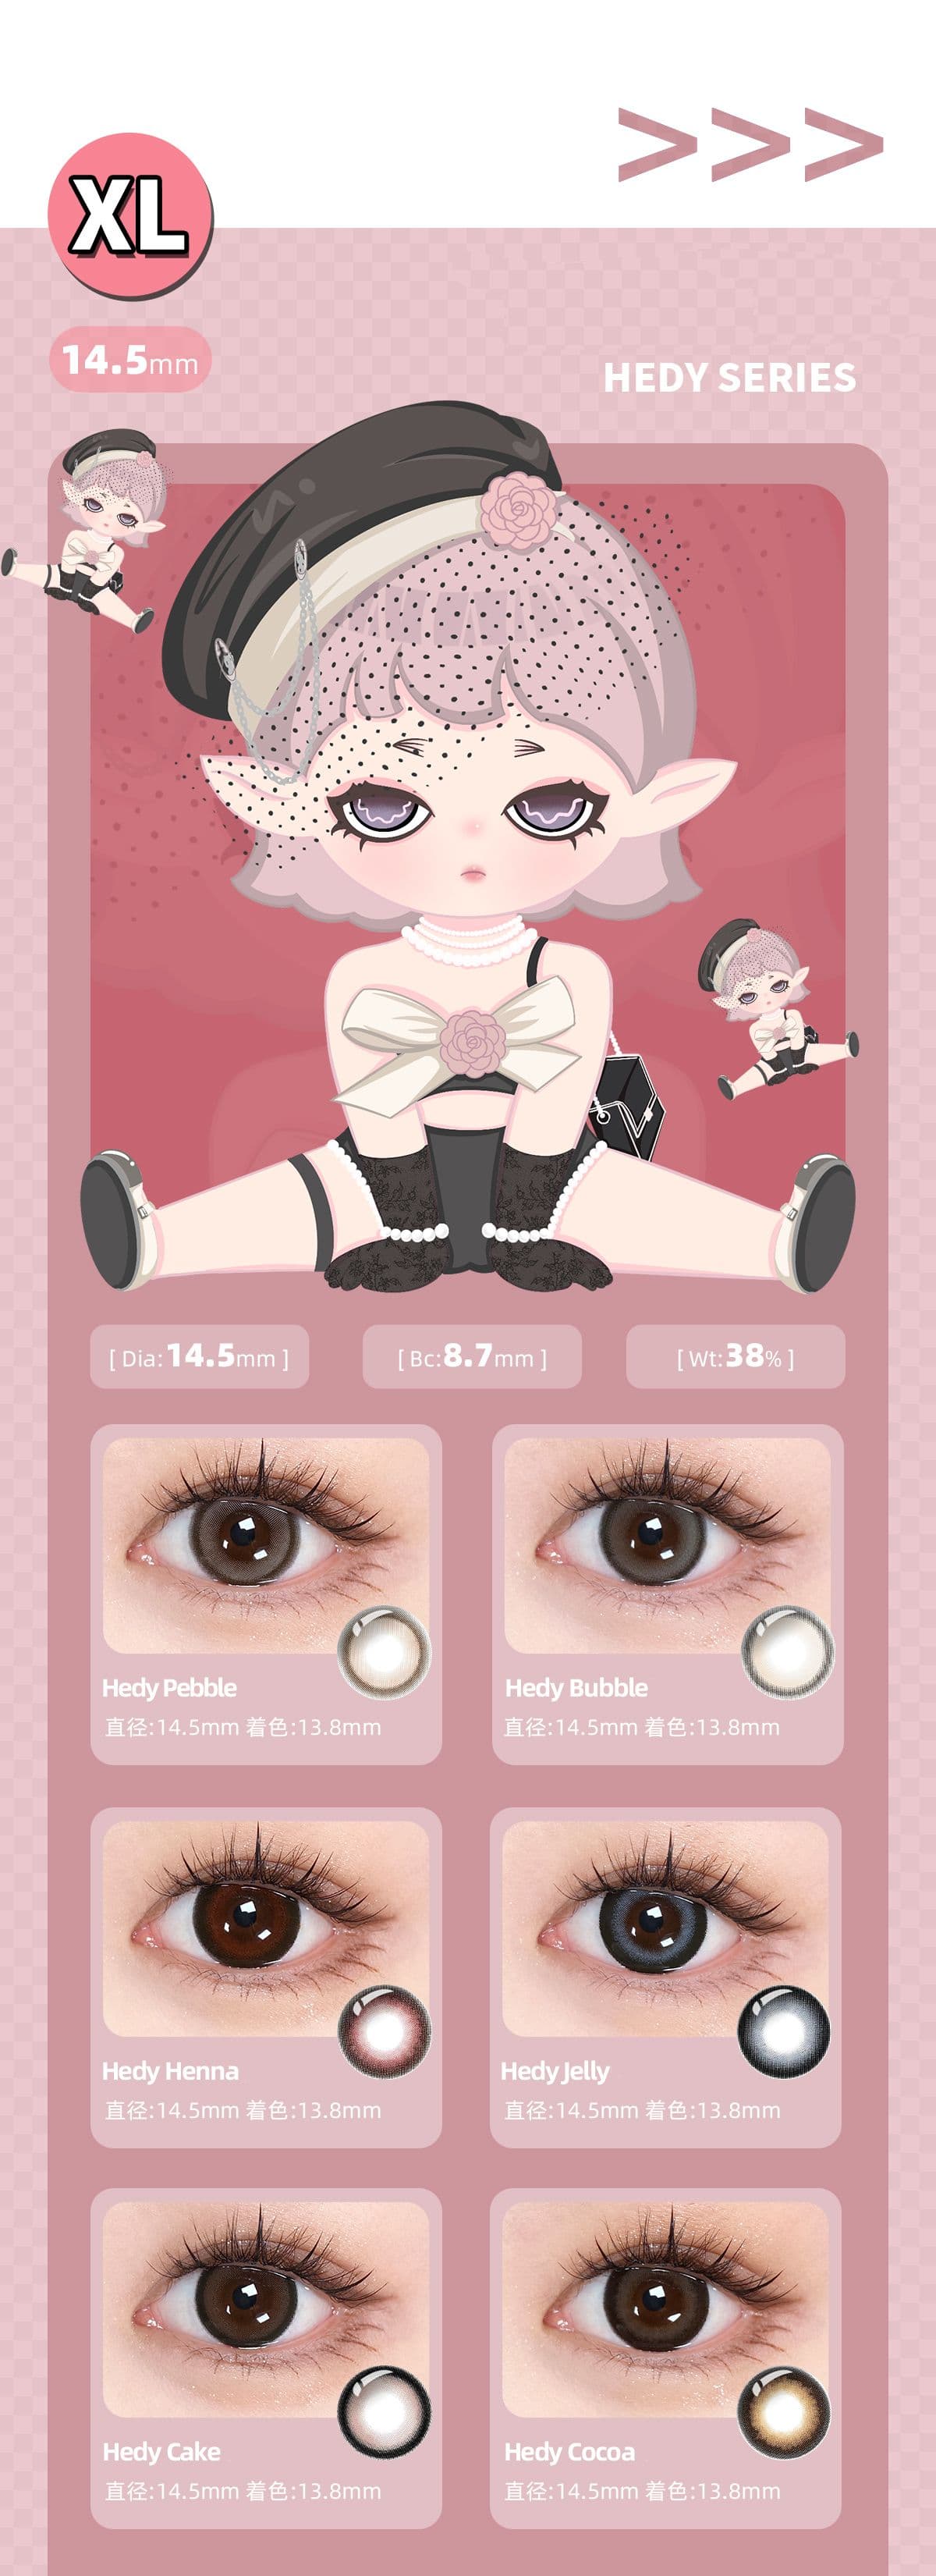 >>>
XL
14.5mm
HEDY SERIES
[ Dia:14.5mm ]
[ Bc:8.7mm ]
[ Wt:38% ]
Hedy Pebble
直径:14.5mm 着色:13.8mm
Hedy Bubble
直径:14.5mm 着色:13.8mm
Hedy Henna
直径:14.5mm 着色:13.8mm
Hedy Jelly
直径:14.5mm 着色:13.8mm
Hedy Cake
直径:14.5mm 着色:13.8mm
Hedy Cocoa
直径:14.5mm 着色:13.8mm